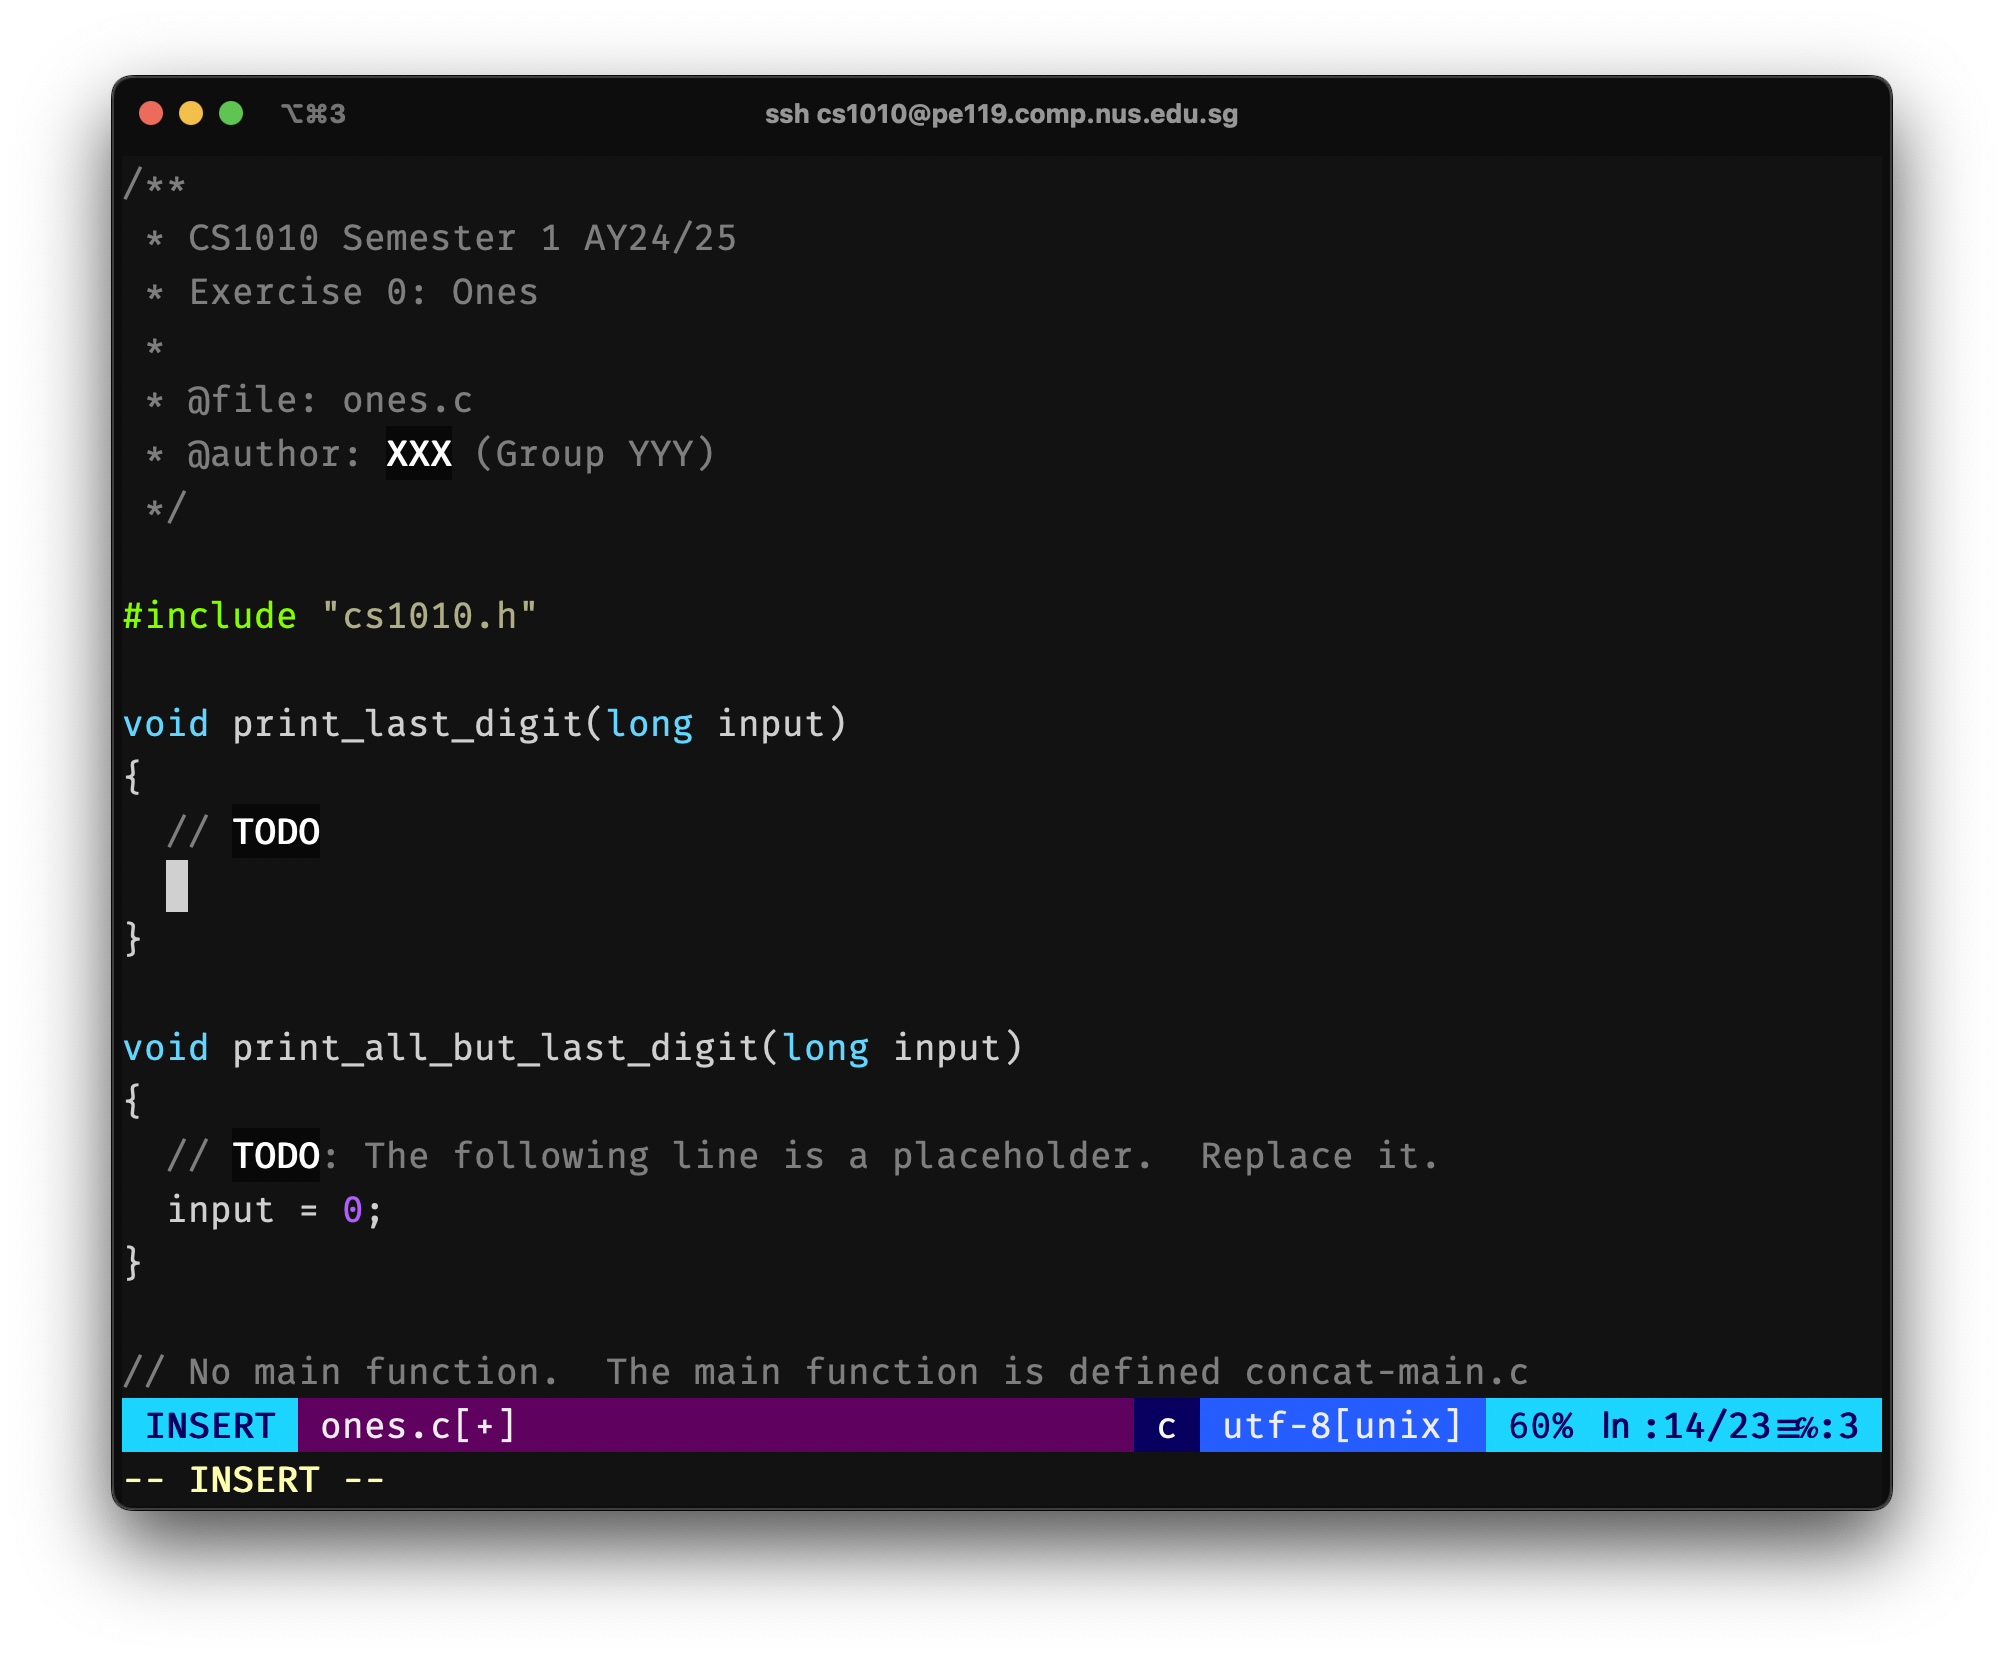 ⌥⌘3 ssh cs1010@pe119.comp.nus.edu.sg
/**
 * CS1010 Semester 1 AY24/25
 * Exercise 0: Ones
 *
 * @file: ones.c
 * @author: XXX (Group YYY)
 */
#include "cs1010.h"
void print_last_digit(long input)
{
  // TODO
}
void print_all_but_last_digit(long input)
{
  // TODO: The following line is a placeholder.  Replace it.
  input = 0;
}
// No main function.  The main function is defined concat-main.c
INSERT ones.c[+] c utf-8[unix] 60% ln :14/23≡℅:3
-- INSERT --